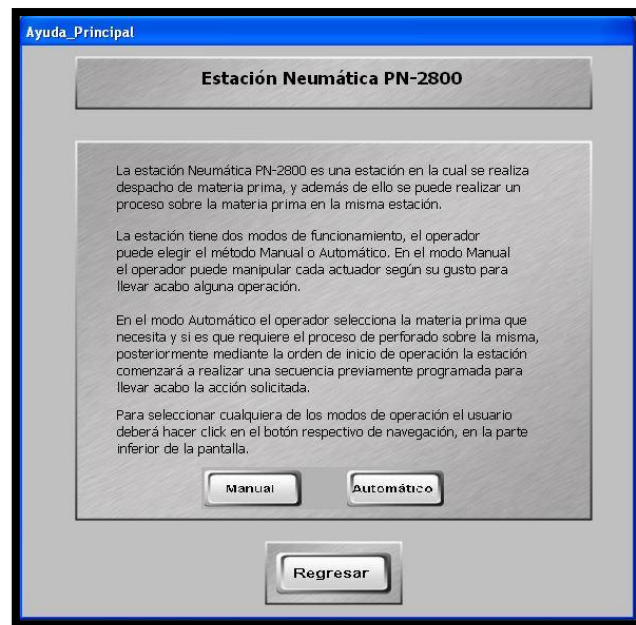 Ayuda_Principal
Estación Neumática PN-2800
La estación Neumática PN-2800 es una estación en la cual se realiza
despacho de materia prima, y además de ello se puede realizar un
proceso sobre la materia prima en la misma estación.
La estación tiene dos modos de funcionamiento, el operador
puede elegir el método Manual o Automático. En el modo Manual
el operador puede manipular cada actuador según su gusto para
llevar acabo alguna operación.
En el modo Automático el operador selecciona la materia prima que
necesita y si es que requiere el proceso de perforado sobre la misma,
posteriormente mediante la orden de inicio de operación la estación
comenzará a realizar una secuencia previamente programada para
llevar acabo la acción solicitada.
Para seleccionar cualquiera de los modos de operación el usuario
deberá hacer click en el botón respectivo de navegación, en la parte
inferior de la pantalla.
Manual Automático
Regresar